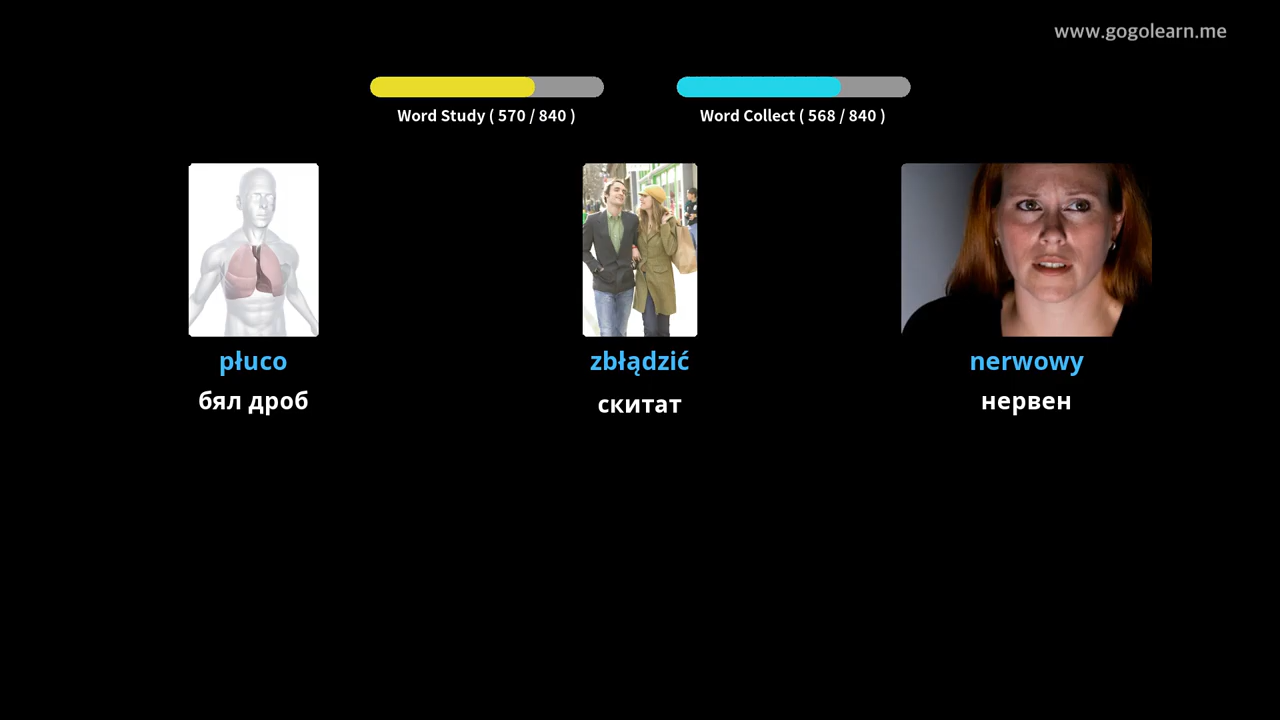 www.gogolearn.me
Word Study ( 570 / 840 )
Word Collect ( 568 / 840 )
płuco
zbłądzić
nerwowy
бял дроб
скитат
нервен